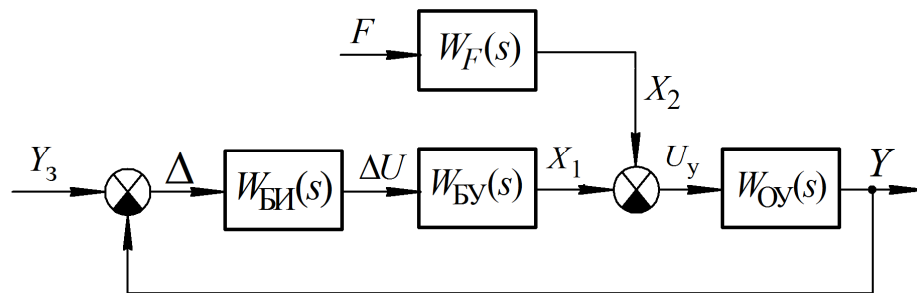 F
W_F(s)
X_2
Y_з
Δ
W_БИ(s)
ΔU
W_БУ(s)
X_1
U_у
W_ОУ(s)
Y